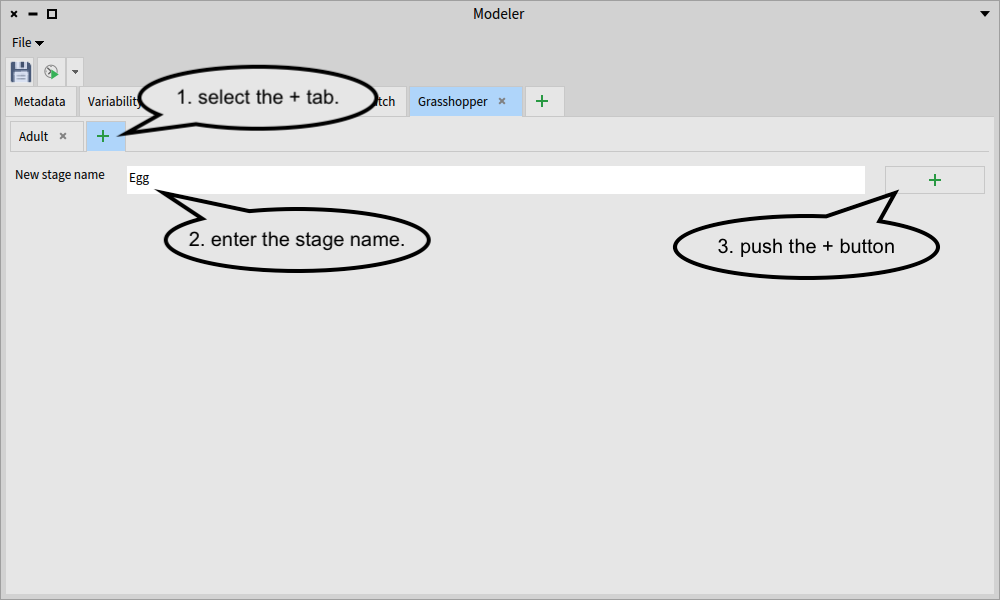 Modeler
File
1. select the + tab.
Metadata
Variability
Grasshopper
Adult
New stage name
Egg
2. enter the stage name.
3. push the + button